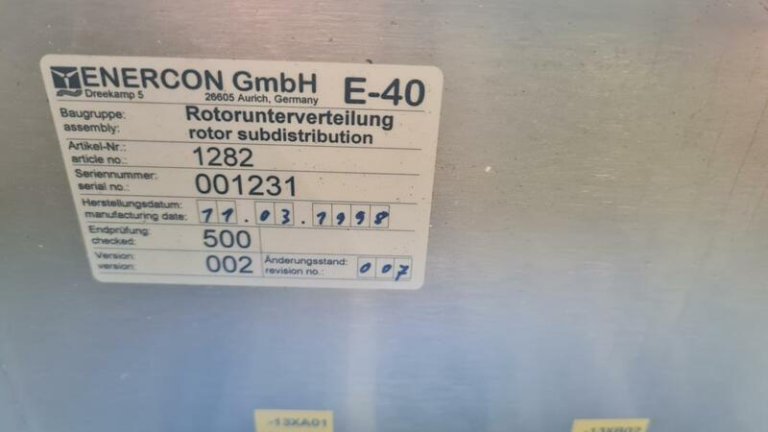 ENERCON GmbH E-40
Dreekamp 5 26605 Aurich, Germany
Baugruppe: Rotorunterverteilung
assembly: rotor subdistribution
Artikel-Nr.:
article no.: 1282
Seriennummer:
serial no.: 001231
Herstellungsdatum:
manufacturing date: 11.03.1998
Endprüfung:
checked: 500
Version:
version: 002 Änderungsstand:
revision no.: 007
-13XA01
-13XB02